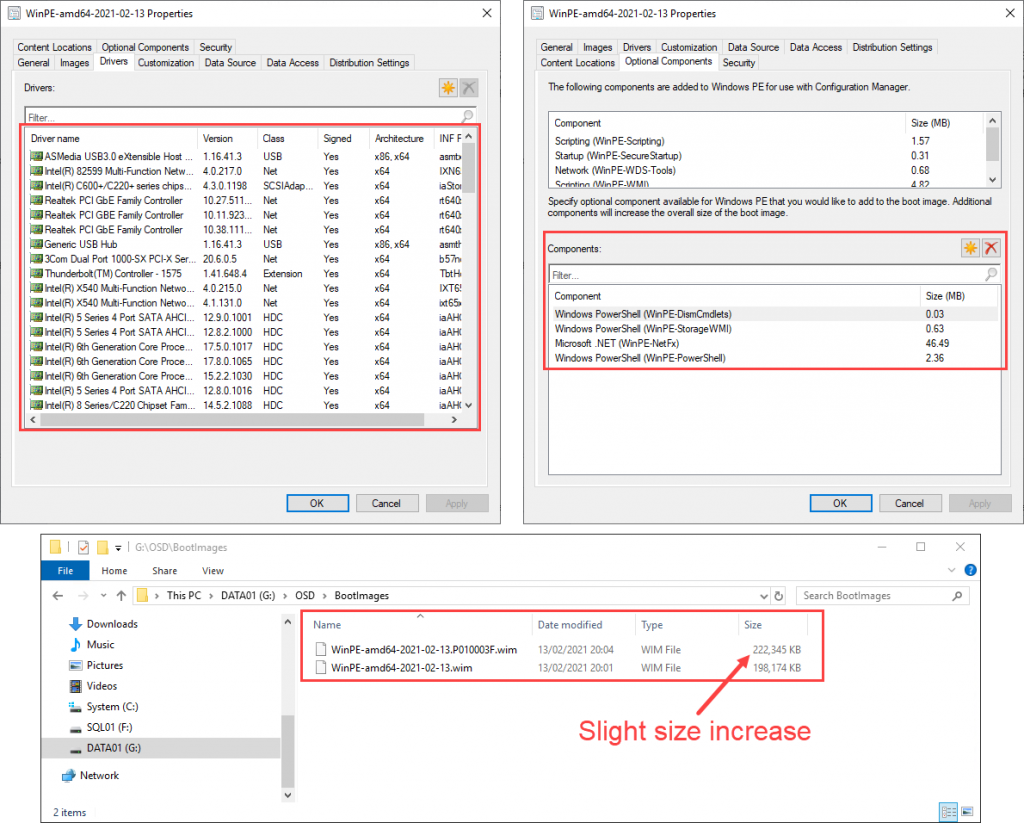 WinPE-amd64-2021-02-13 Properties
Content Locations Optional Components Security
General Images Drivers Customization Data Source Data Access Distribution Settings
Drivers:
Filter...
Driver name Version Class Signed Architecture INF F
ASMedia USB3.0 eXtensible Host ... 1.16.41.3 USB Yes x86, x64 asmtx
Intel(R) 82599 Multi-Function Netw... 4.0.217.0 Net Yes x64 IXN6
Intel(R) C600+/C220+ series chips... 4.3.0.1198 SCSIAdap... Yes x64 iaStor
Realtek PCI GbE Family Controller 10.27.511... Net Yes x64 rt640
Realtek PCI GbE Family Controller 10.11.923... Net Yes x64 rt640
Realtek PCI GbE Family Controller 10.38.111... Net Yes x64 rt640
Generic USB Hub 1.16.41.3 USB Yes x86, x64 asmth
3Com Dual Port 1000-SX PCI-X Ser... 20.6.0.5 Net Yes x64 b57n
Thunderbolt(TM) Controller - 1575 1.41.648.4 Extension Yes x64 TbtH
Intel(R) X540 Multi-Function Netwo... 4.0.215.0 Net Yes x64 IXT6
Intel(R) X540 Multi-Function Netwo... 4.1.131.0 Net Yes x64 ixt65
Intel(R) 5 Series 4 Port SATA AHCI... 12.9.0.1001 HDC Yes x64 iaAHC
Intel(R) 5 Series 4 Port SATA AHCI... 12.8.2.1000 HDC Yes x64 iaAHC
Intel(R) 6th Generation Core Proce... 17.5.0.1017 HDC Yes x64 iaAHC
Intel(R) 6th Generation Core Proce... 17.8.0.1065 HDC Yes x64 iaAHC
Intel(R) 6th Generation Core Proce... 15.2.2.1030 HDC Yes x64 iaAHC
Intel(R) 5 Series 4 Port SATA AHCI... 12.8.0.1016 HDC Yes x64 iaAHC
Intel(R) 8 Series/C220 Chipset Fam... 14.5.2.1088 HDC Yes x64 iaAHC
OK Cancel Apply
WinPE-amd64-2021-02-13 Properties
General Images Drivers Customization Data Source Data Access Distribution Settings
Content Locations Optional Components Security
The following components are added to Windows PE for use with Configuration Manager.
Component Size (MB)
Scripting (WinPE-Scripting) 1.57
Startup (WinPE-SecureStartup) 0.31
Network (WinPE-WDS-Tools) 0.68
Scripting (WinPE-WMI) 4.82
Specify optional component available for Windows PE that you would like to add to the boot image. Additional
components will increase the overall size of the boot image.
Components:
Filter...
Component Size (MB)
Windows PowerShell (WinPE-DismCmdlets) 0.03
Windows PowerShell (WinPE-StorageWMI) 0.63
Microsoft .NET (WinPE-NetFx) 46.49
Windows PowerShell (WinPE-PowerShell) 2.36
OK Cancel Apply
G:\OSD\BootImages
File Home Share View
This PC DATA01 (G:) OSD BootImages
Search BootImages
Downloads
Music
Pictures
Videos
System (C:)
SQL01 (F:)
DATA01 (G:)
Network
Name Date modified Type Size
WinPE-amd64-2021-02-13.P010003F.wim 13/02/2021 20:04 WIM File 222,345 KB
WinPE-amd64-2021-02-13.wim 13/02/2021 20:01 WIM File 198,174 KB
Slight size increase
2 items